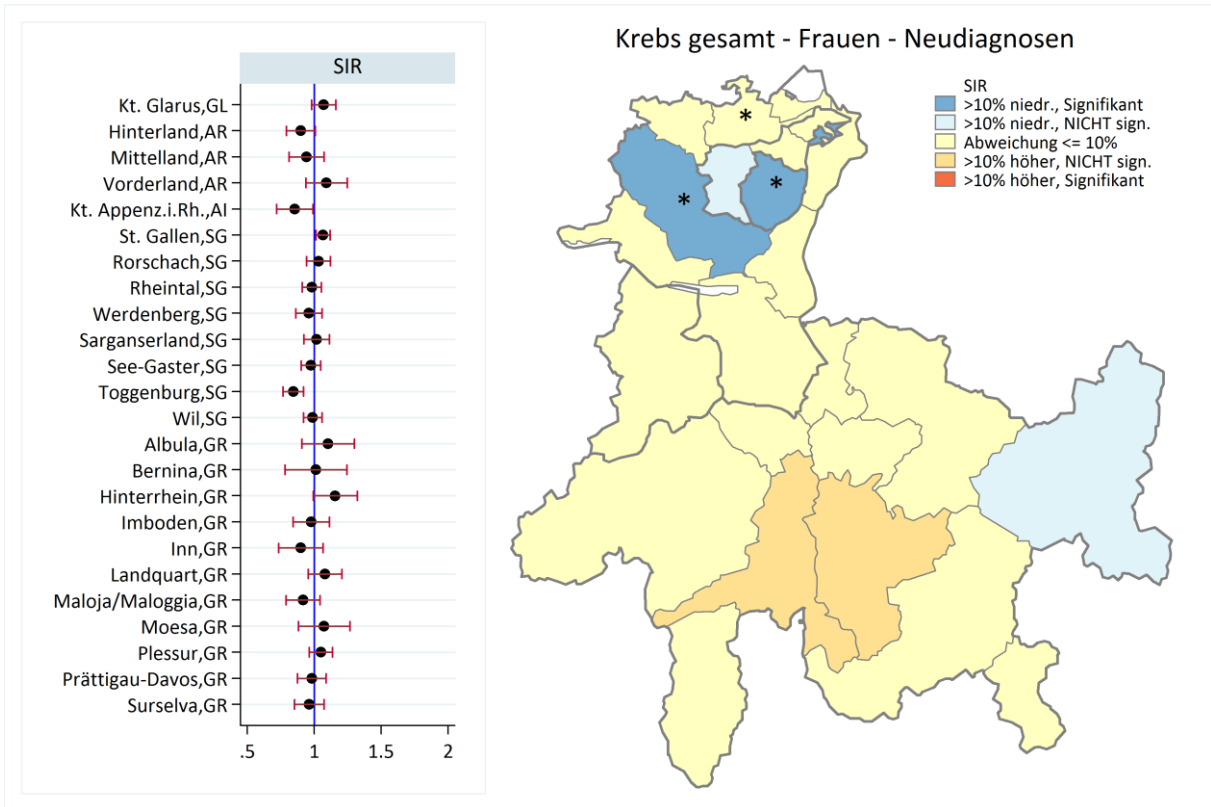 SIR
Kt. Glarus,GL
Hinterland,AR
Mittelland,AR
Vorderland,AR
Kt. Appenz.i.Rh.,AI
St. Gallen,SG
Rorschach,SG
Rheintal,SG
Werdenberg,SG
Sarganserland,SG
See-Gaster,SG
Toggenburg,SG
Wil,SG
Albula,GR
Bernina,GR
Hinterrhein,GR
Imboden,GR
Inn,GR
Landquart,GR
Maloja/Maloggia,GR
Moesa,GR
Plessur,GR
Prättigau-Davos,GR
Surselva,GR
.5 1 1.5 2
Krebs gesamt - Frauen - Neudiagnosen
SIR
>10% niedr., Signifikant
>10% niedr., NICHT sign.
Abweichung <= 10%
>10% höher, NICHT sign.
>10% höher, Signifikant
*
*
*